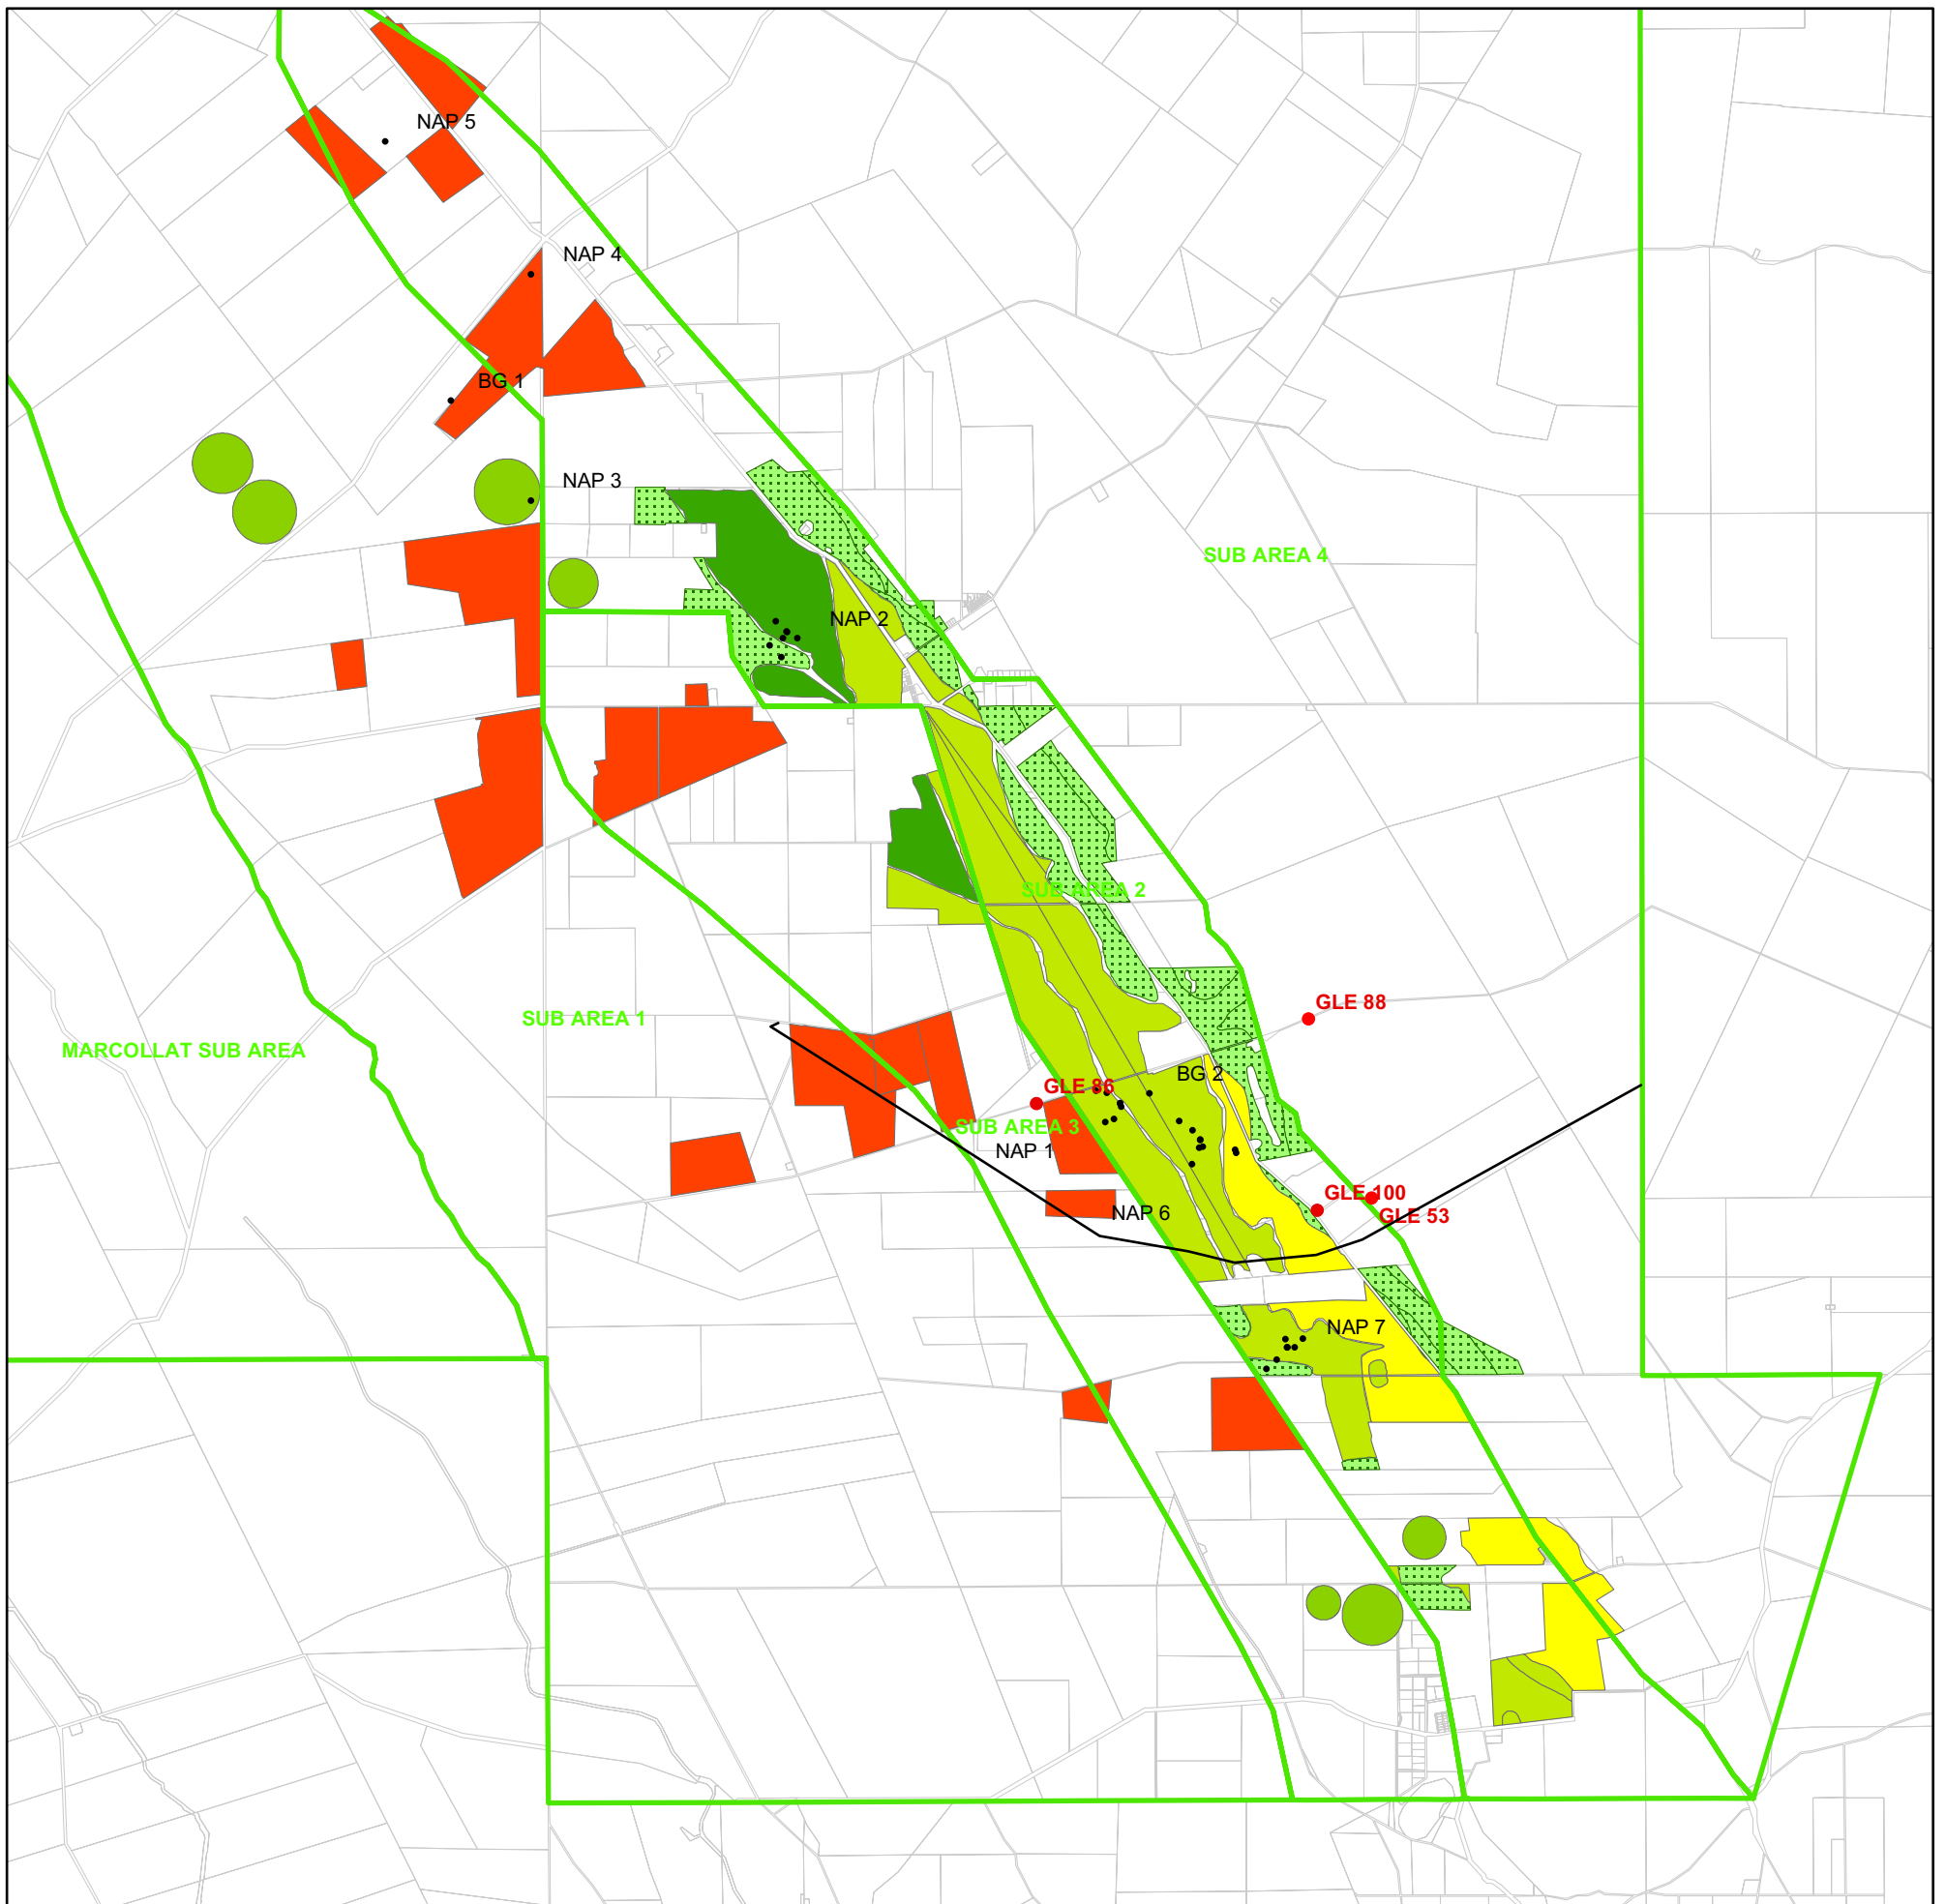 NAP 5
NAP 4
BG 1
NAP 3
SUB AREA 4
NAP 2
SUB AREA 2
GLE 88
SUB AREA 1
MARCOLLAT SUB AREA
BG 2
GLE 86
SUB AREA 3
NAP 1
GLE 100
NAP 6
GLE 53
NAP 7